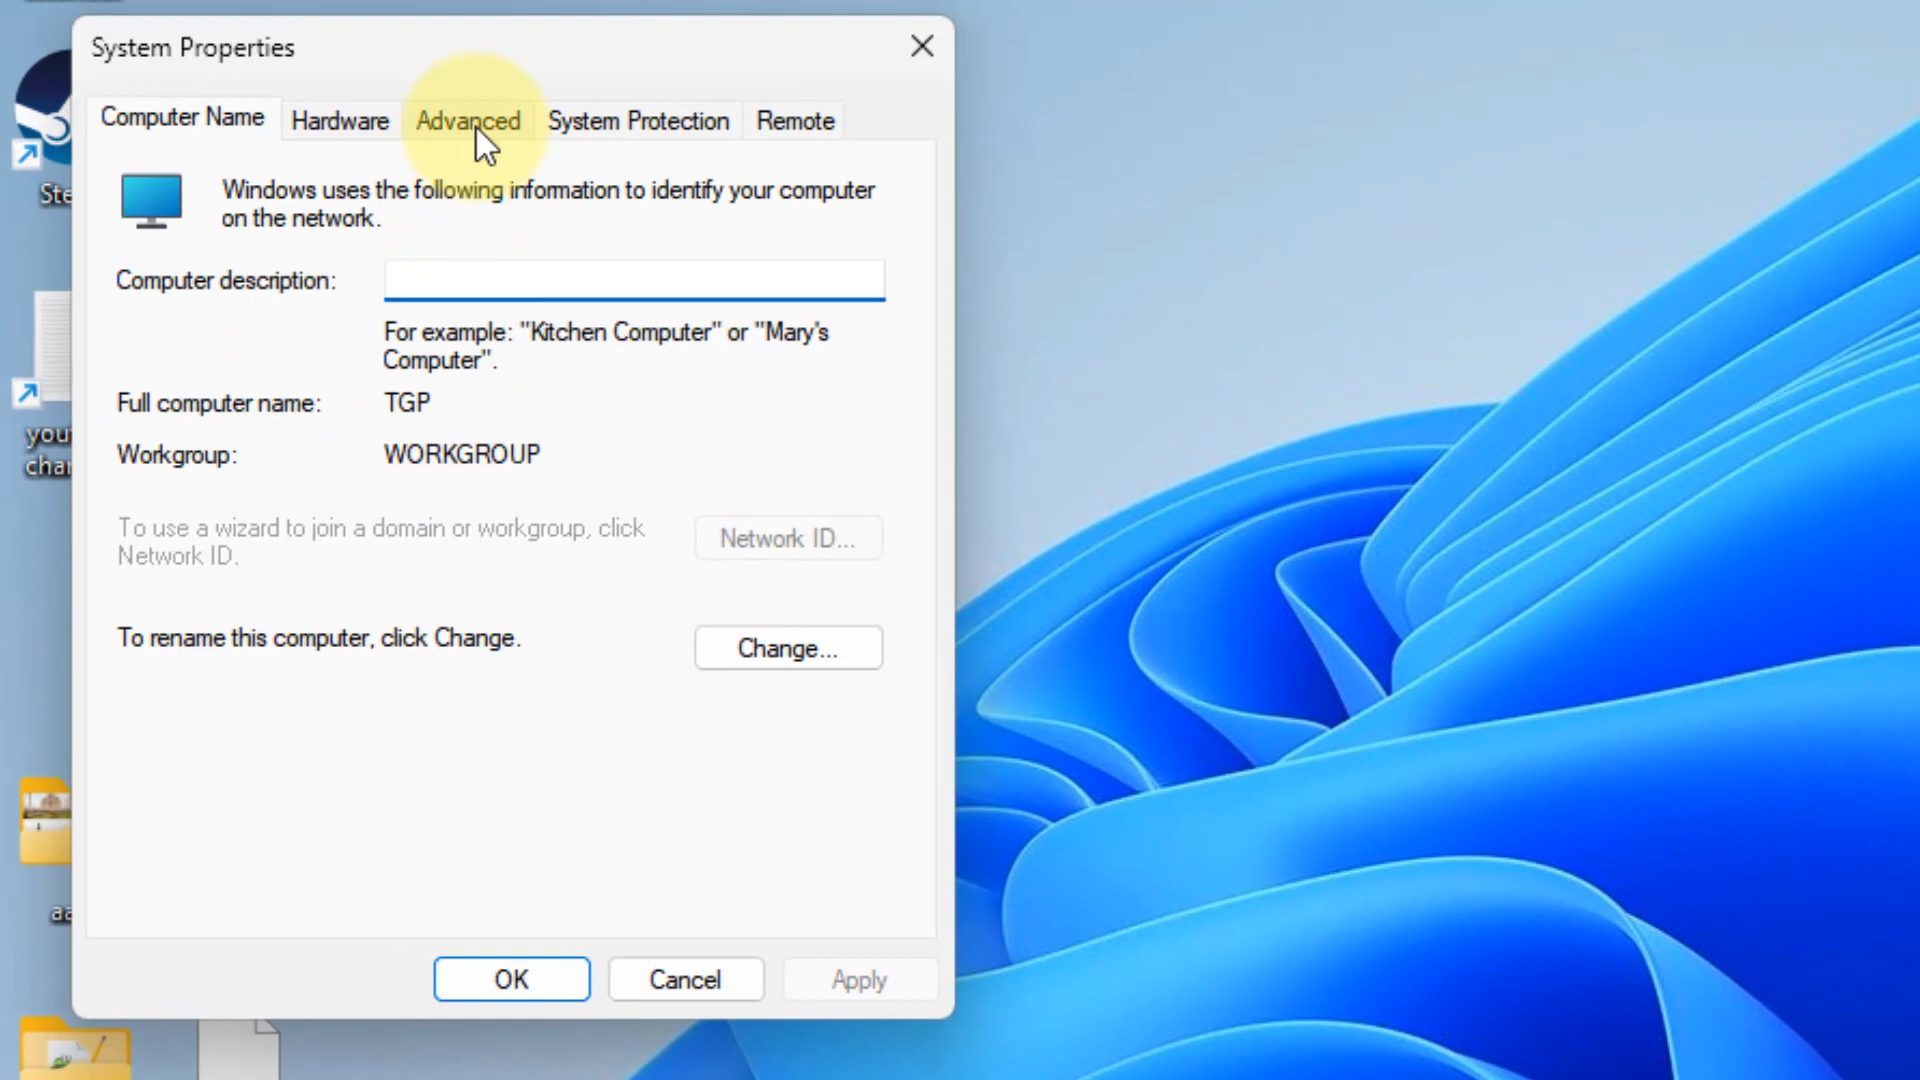 System Properties
Computer Name Hardware Advanced System Protection Remote
Windows uses the following information to identify your computer
on the network.
Computer description:
For example: "Kitchen Computer" or "Mary's
Computer".
Full computer name: TGP
Workgroup: WORKGROUP
To use a wizard to join a domain or workgroup, click
Network ID.
Network ID...
To rename this computer, click Change.
Change...
OK Cancel Apply
Ste
you
char